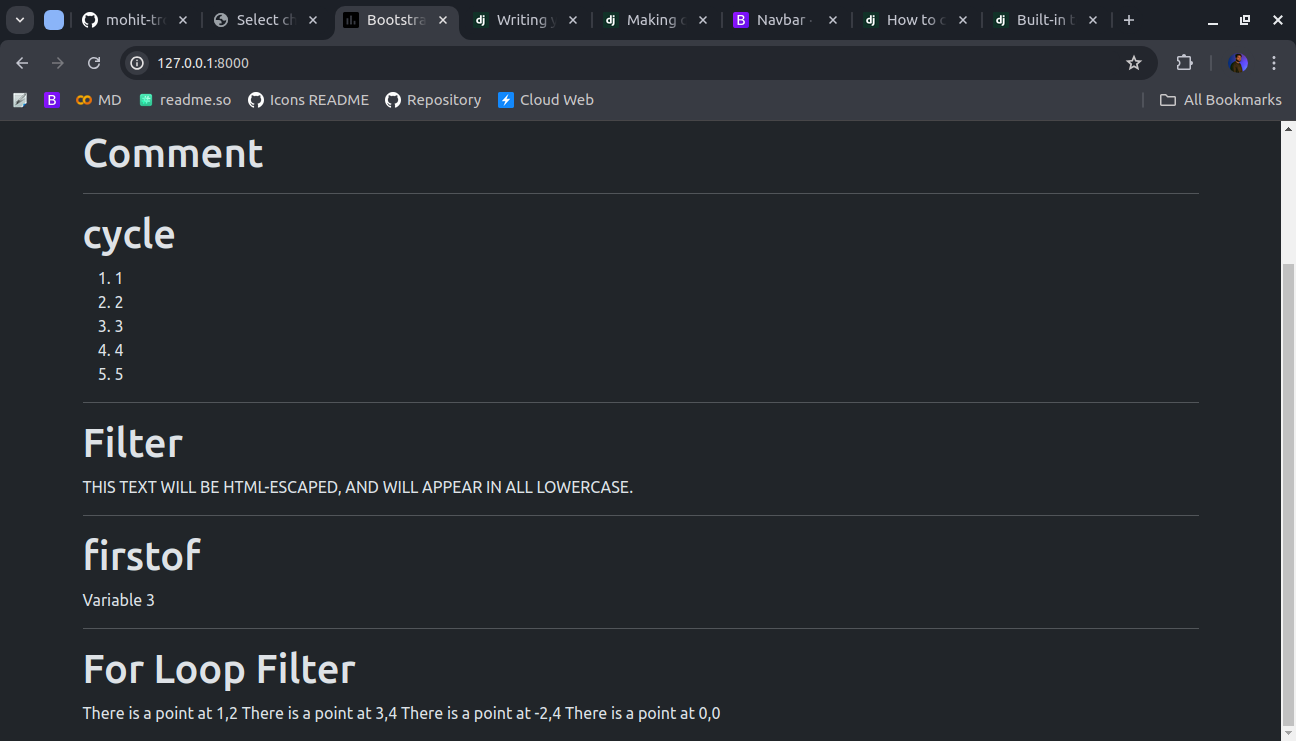 mohit-tr
Select ch
Bootstra
Writing y
Making
Navbar
How to c
Built-in t
127.0.0.1:8000
MD
readme.so
Icons README
Repository
Cloud Web
All Bookmarks
Comment
cycle
1. 1
2. 2
3. 3
4. 4
5. 5
Filter
THIS TEXT WILL BE HTML-ESCAPED, AND WILL APPEAR IN ALL LOWERCASE.
firstof
Variable 3
For Loop Filter
There is a point at 1,2 There is a point at 3,4 There is a point at -2,4 There is a point at 0,0